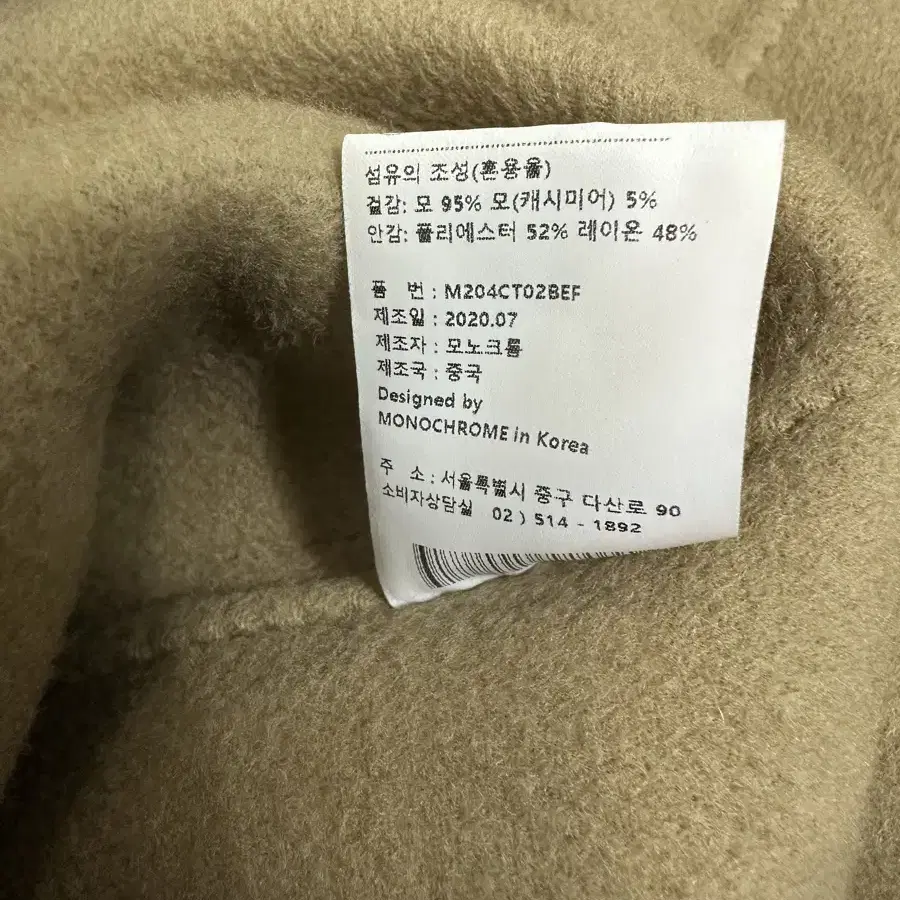 섬유의 조성(혼용율)
겉감: 모 95% 모(캐시미어) 5%
안감: 폴리에스터 52% 레이온 48%
품 번 : M204CT02BEF
제조일 : 2020.07
제조자 : 모노크롬
제조국 : 중국
Designed by
MONOCHROME in Korea
주 소 : 서울특별시 중구 다산로 90
소비자상담실 02 ) 514 - 1892